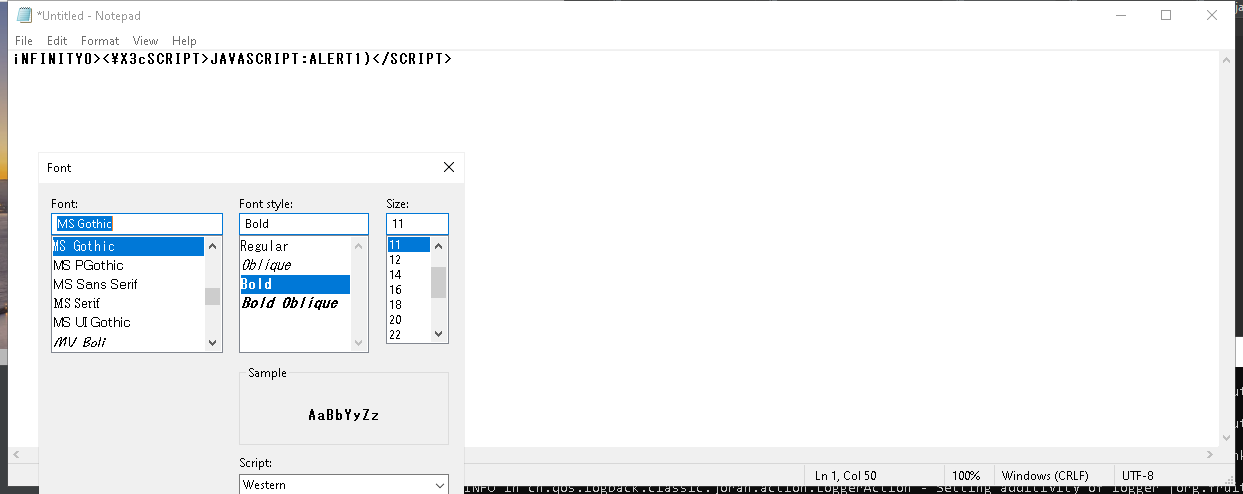 *Untitled - Notepad
File Edit Format View Help
iNFINITYO><¥X3cSCRIPT>JAVASCRIPT:ALERT1)</SCRIPT>
Font
Font: Font style: Size:
MS Gothic Bold 11
MS Gothic Regular 11
MS PGothic Oblique 12
MS Sans Serif Bold 14
MS Serif Bold Oblique 16
MS UI Gothic 18
MV Boli 20
22
Sample
AaBbYyZz
Script:
Western
Ln 1, Col 50 100% Windows (CRLF) UTF-8
INFO in ch.qos.logback.classic.joran.action.LoggerAction - Setting additivity of logger